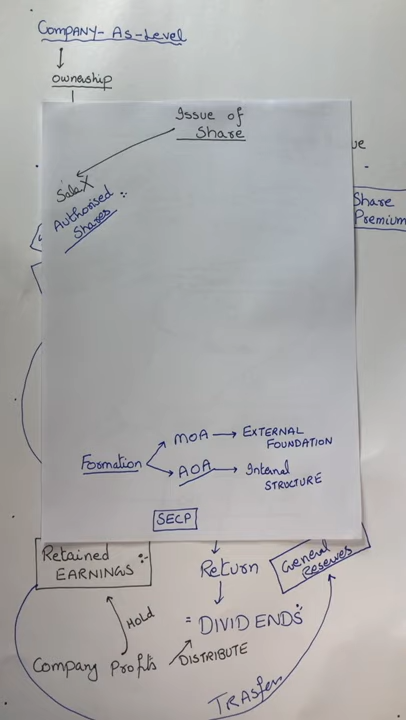 COMPANY- AS-LEVEL
ownership
Issue of
Share
ue
Sale X
Authorised :.
Shares
Share
Premium
Formation
MOA → EXTERNAL
FOUNDATION
AOA → Internal
STRUCTURE
SECP
Retained :-
EARNINGS
Return
General
Reserves
Hold
= DIVIDENDS :
Company Profits
DISTRIBUTE
TRASfer